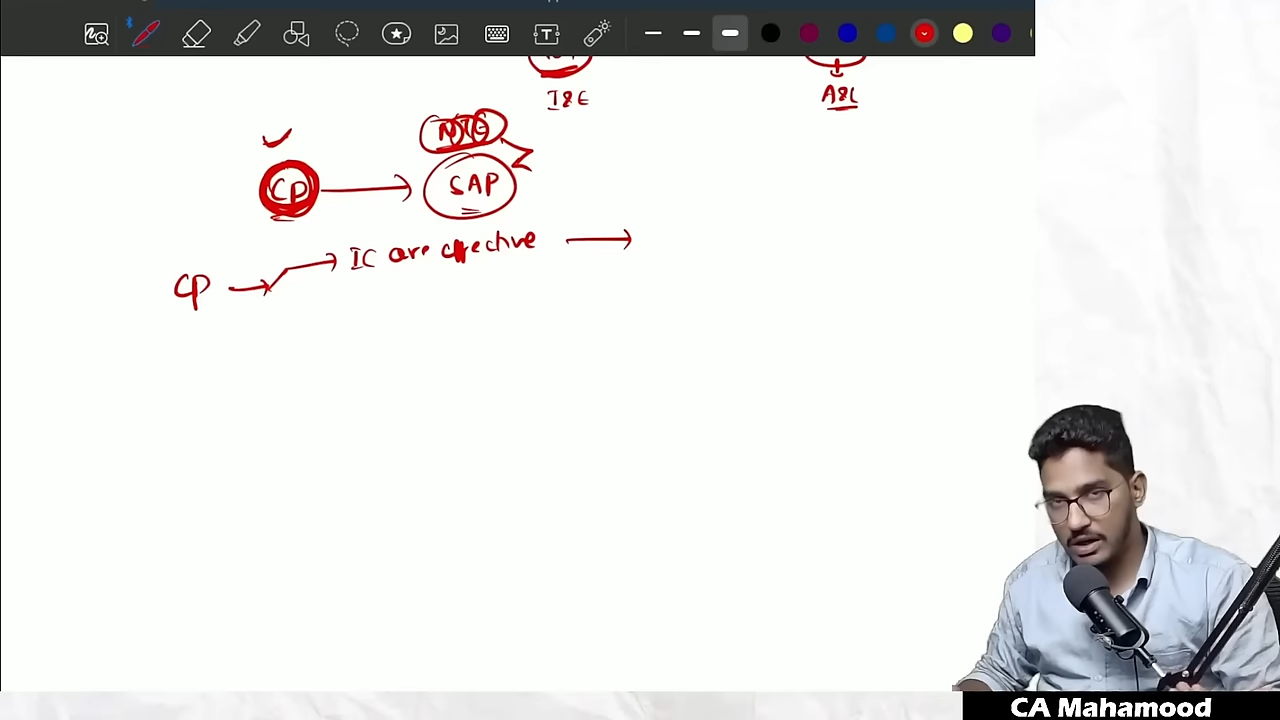 I&E
A&L
NTE
CP → SAP
IC are effective →
CP →
CA Mahamood